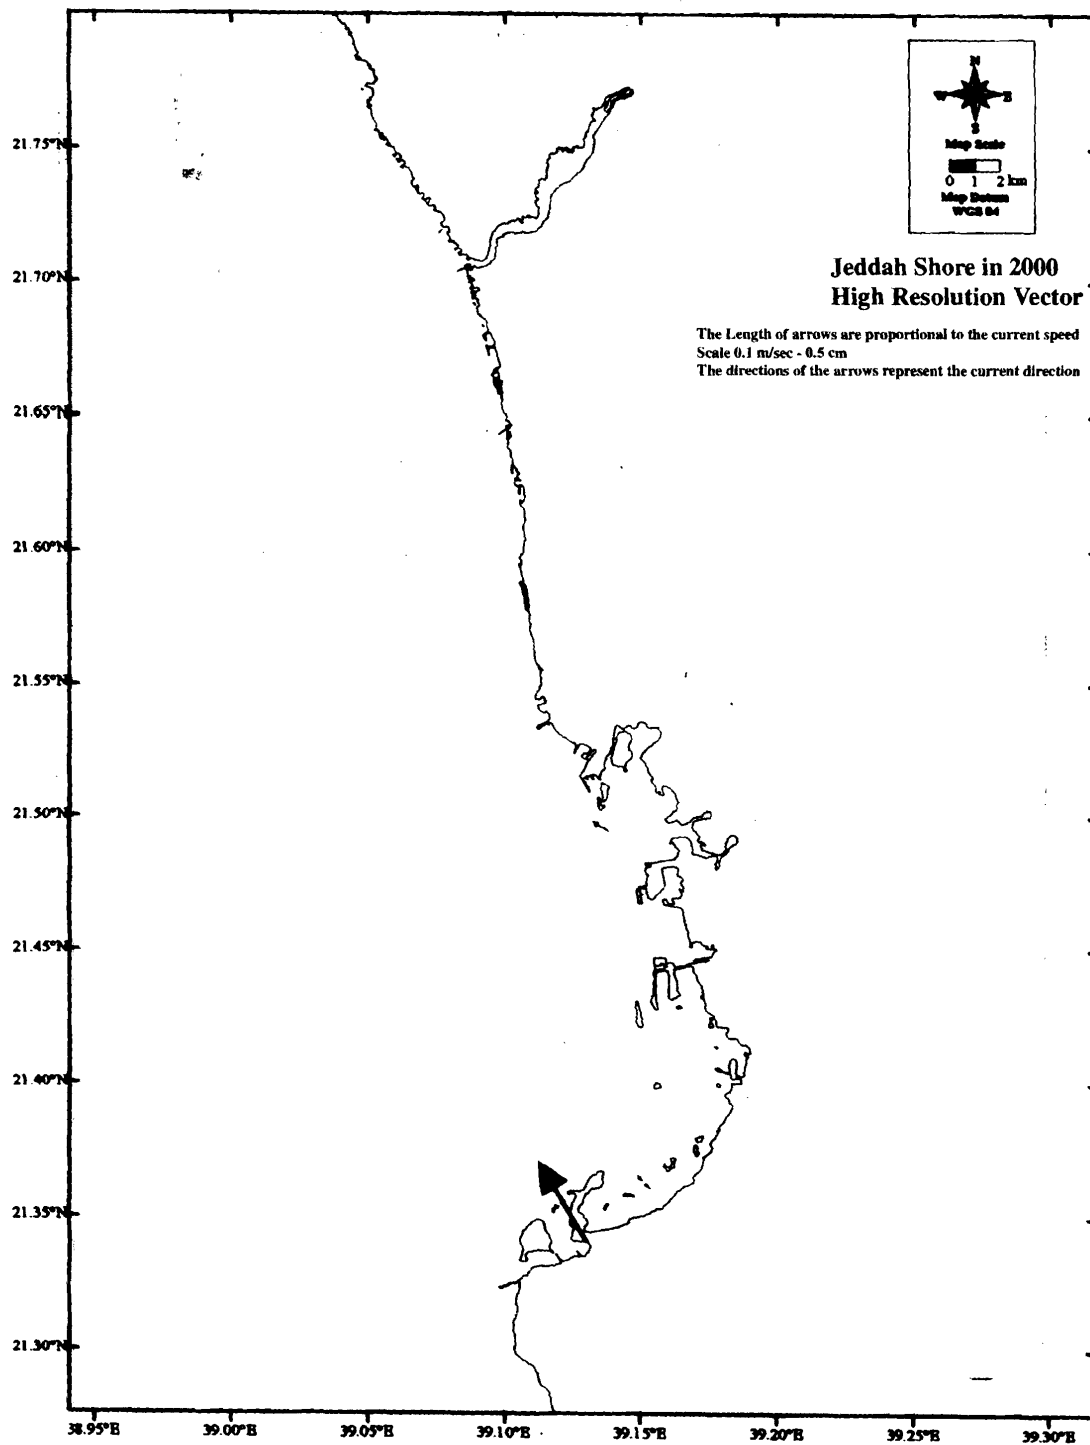 N
W E
S
Map Scale
0 1 2 km
Map Datum
WGS 84
Jeddah Shore in 2000
High Resolution Vector
The Length of arrows are proportional to the current speed
Scale 0.1 m/sec - 0.5 cm
The directions of the arrows represent the current direction
21.75°N
21.70°N
21.65°N
21.60°N
21.55°N
21.50°N
21.45°N
21.40°N
21.35°N
21.30°N
38.95°E 39.00°E 39.05°E 39.10°E 39.15°E 39.20°E 39.25°E 39.30°E